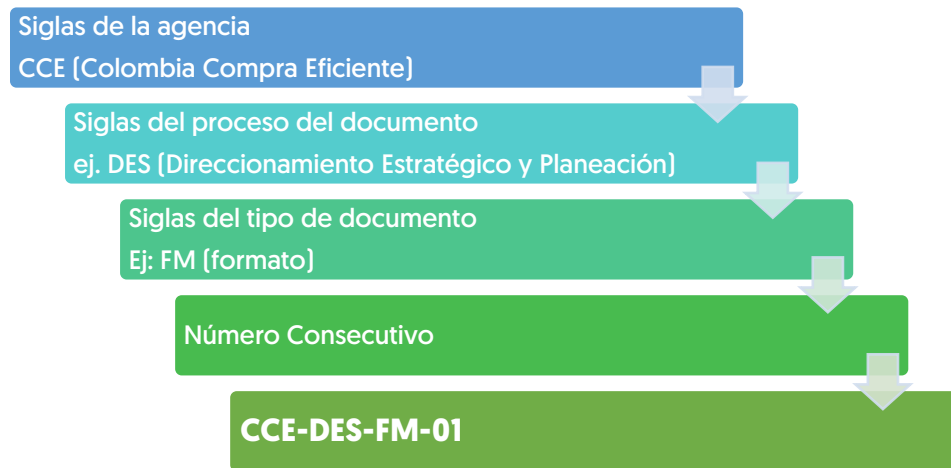 Siglas de la agencia
CCE (Colombia Compra Eficiente)
Siglas del proceso del documento
ej. DES (Direccionamiento Estratégico y Planeación)
Siglas del tipo de documento
Ej: FM (formato)
Número Consecutivo
CCE-DES-FM-01